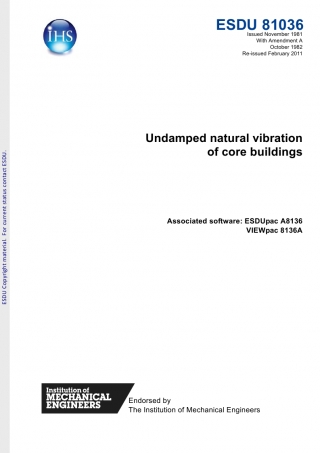 IHS
ESDU 81036
Issued November 1981
With Amendment A
October 1982
Re-issued February 2011
Undamped natural vibration
of core buildings
Associated software: ESDUpac A8136
VIEWpac 8136A
ESDU Copyright material. For current status contact ESDU.
Institution of
MECHANICAL
ENGINEERS
Endorsed by
The Institution of Mechanical Engineers